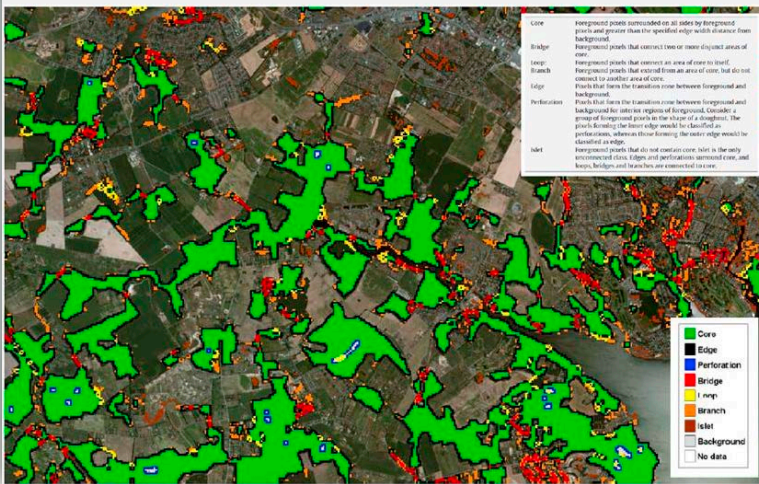 Core Foreground pixels surrounded on all sides by foreground
pixels and greater than the specified edge width distance from
background.
Bridge Foreground pixels that connect two or more disjunct areas of
core.
Loop: Foreground pixels that connect an area of core to itself.
Branch Foreground pixels that extend from an area of core, but do not
connect to another area of core.
Edge Pixels that form the transition zone between foreground and
background.
Perforation Pixels that form the transition zone between foreground and
background for interior regions of foreground. Consider a
group of foreground pixels in the shape of a doughnut. The
pixels forming the inner edge would be classified as
perforations, whereas those forming the outer edge would be
classified as edge.
Islet Foreground pixels that do not contain core. Islet is the only
unconnected class. Edges and perforations surround core, and
loops, bridges and branches are connected to core.
Core
Edge
Perforation
Bridge
Loop
Branch
Islet
Background
No data